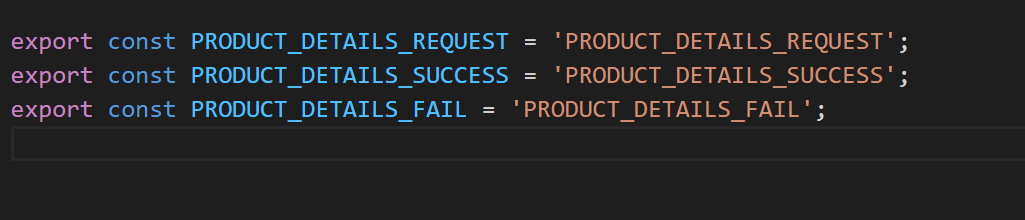 export const PRODUCT_DETAILS_REQUEST = 'PRODUCT_DETAILS_REQUEST';
export const PRODUCT_DETAILS_SUCCESS = 'PRODUCT_DETAILS_SUCCESS';
export const PRODUCT_DETAILS_FAIL = 'PRODUCT_DETAILS_FAIL';